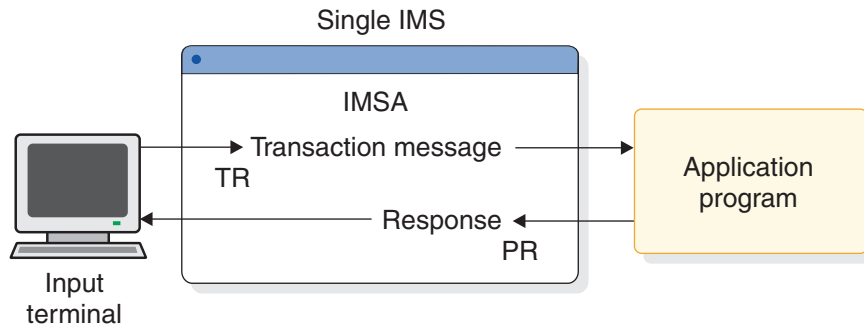 Single IMS
IMSA
Transaction message
TR
Response
PR
Application
program
Input
terminal